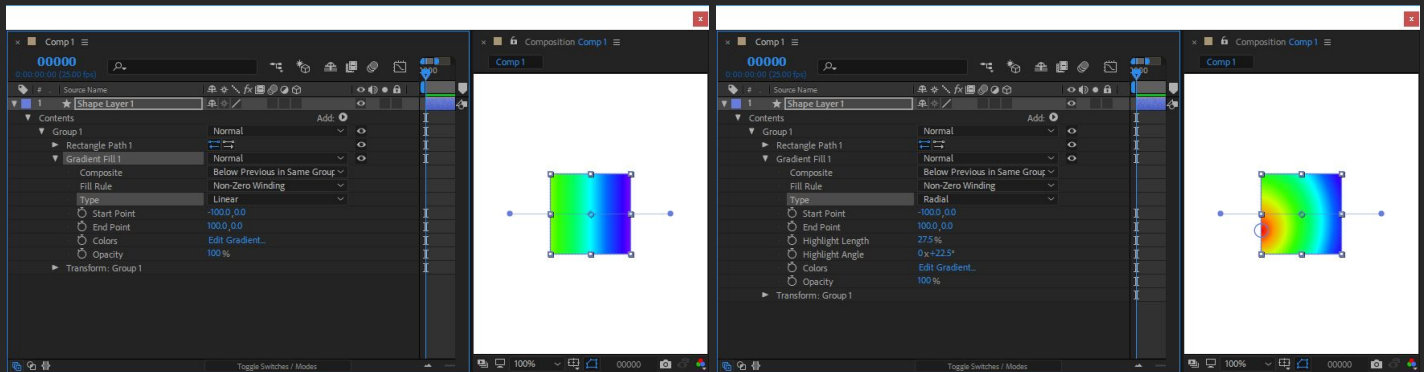 x
x
Comp 1
00000
0:00:00:00 (25.00 fps)
# . Source Name
1 Shape Layer 1
Contents Add:
Group 1 Normal
Rectangle Path 1
Gradient Fill 1 Normal
Composite Below Previous in Same Group
Fill Rule Non-Zero Winding
Type Linear
Start Point -100.0,0.0
End Point 100.0,0.0
Colors Edit Gradient...
Opacity 100 %
Transform: Group 1
Toggle Switches / Modes
x Composition Comp 1
Comp 1
100% 00000
x
x
Comp 1
00000
0:00:00:00 (25.00 fps)
# . Source Name
1 Shape Layer 1
Contents Add:
Group 1 Normal
Rectangle Path 1
Gradient Fill 1 Normal
Composite Below Previous in Same Group
Fill Rule Non-Zero Winding
Type Radial
Start Point -100.0,0.0
End Point 100.0,0.0
Highlight Length 27.5 %
Highlight Angle 0x+22.5°
Colors Edit Gradient...
Opacity 100 %
Transform: Group 1
Toggle Switches / Modes
x Composition Comp 1
Comp 1
100% 00000